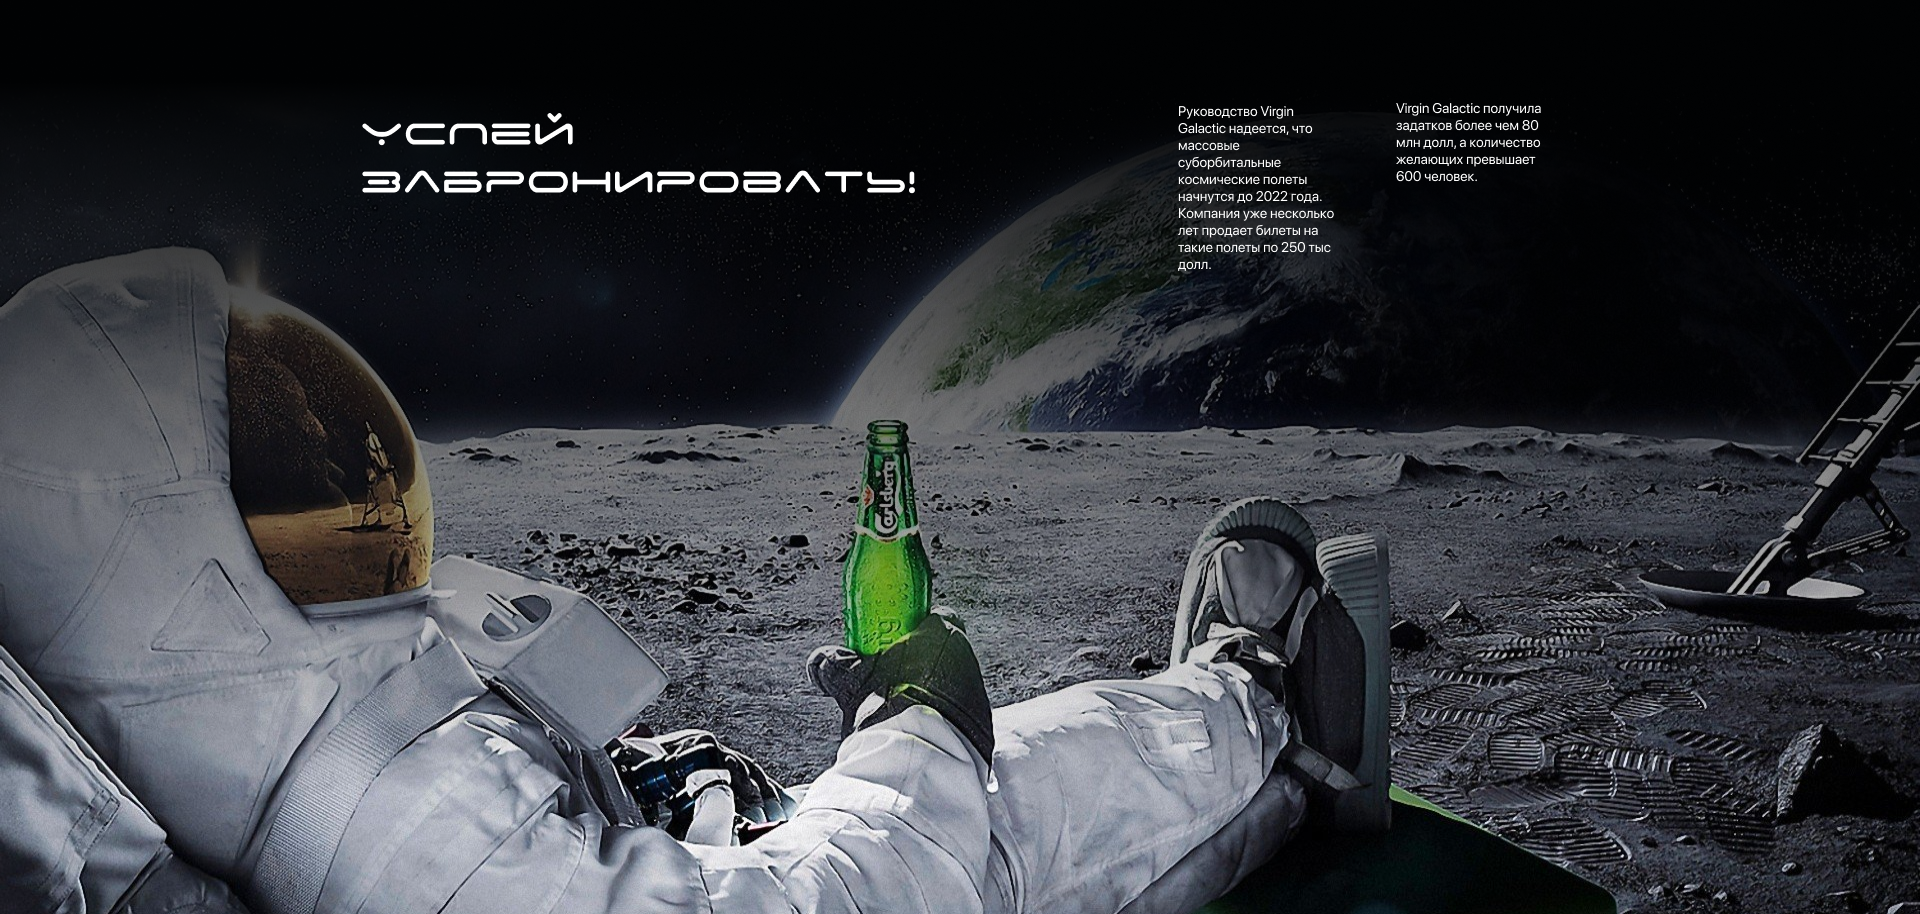 УСПЕЙ
ЗАБРОНИРОВАТЬ!
Руководство Virgin
Galactic надеется, что
массовые
суборбитальные
космические полеты
начнутся до 2022 года.
Компания уже несколько
лет продает билеты на
такие полеты по 250 тыс
долл.
Virgin Galactic получила
задатков более чем 80
млн долл, а количество
желающих превышает
600 человек.
Carlsberg